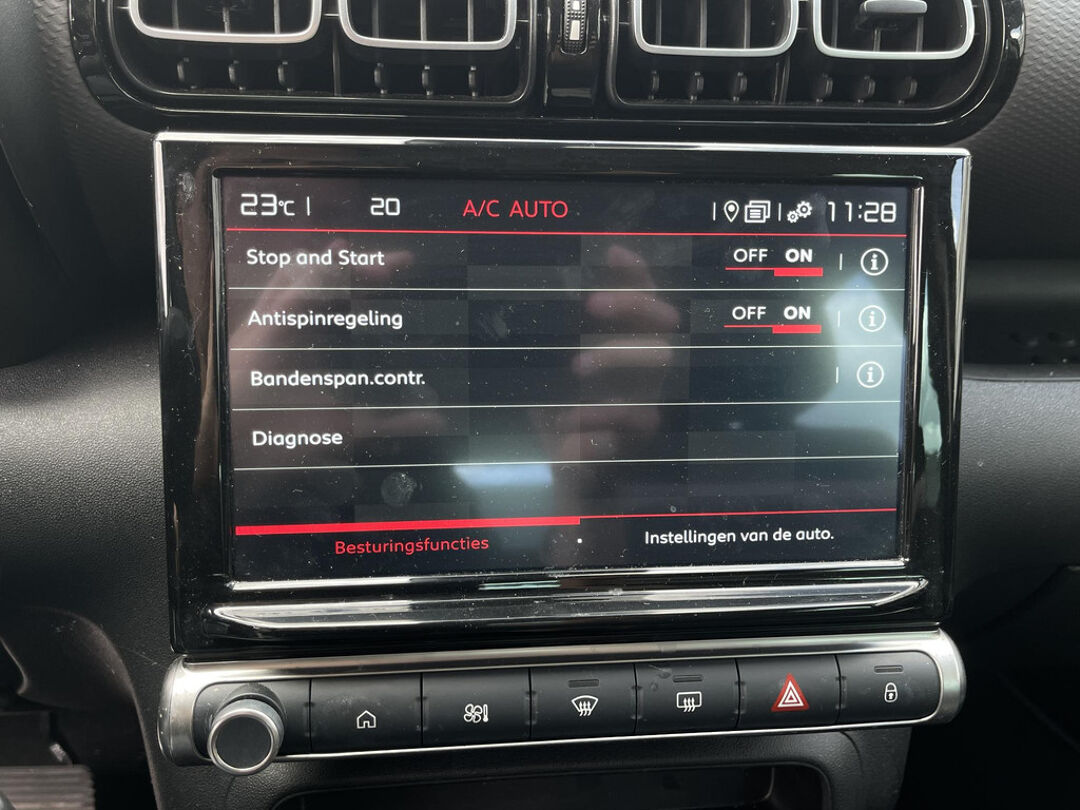 23°C 20 A/C AUTO 11:28
Stop and Start OFF ON
Antispinregeling OFF ON
Bandenspan.contr.
Diagnose
Besturingsfuncties Instellingen van de auto.